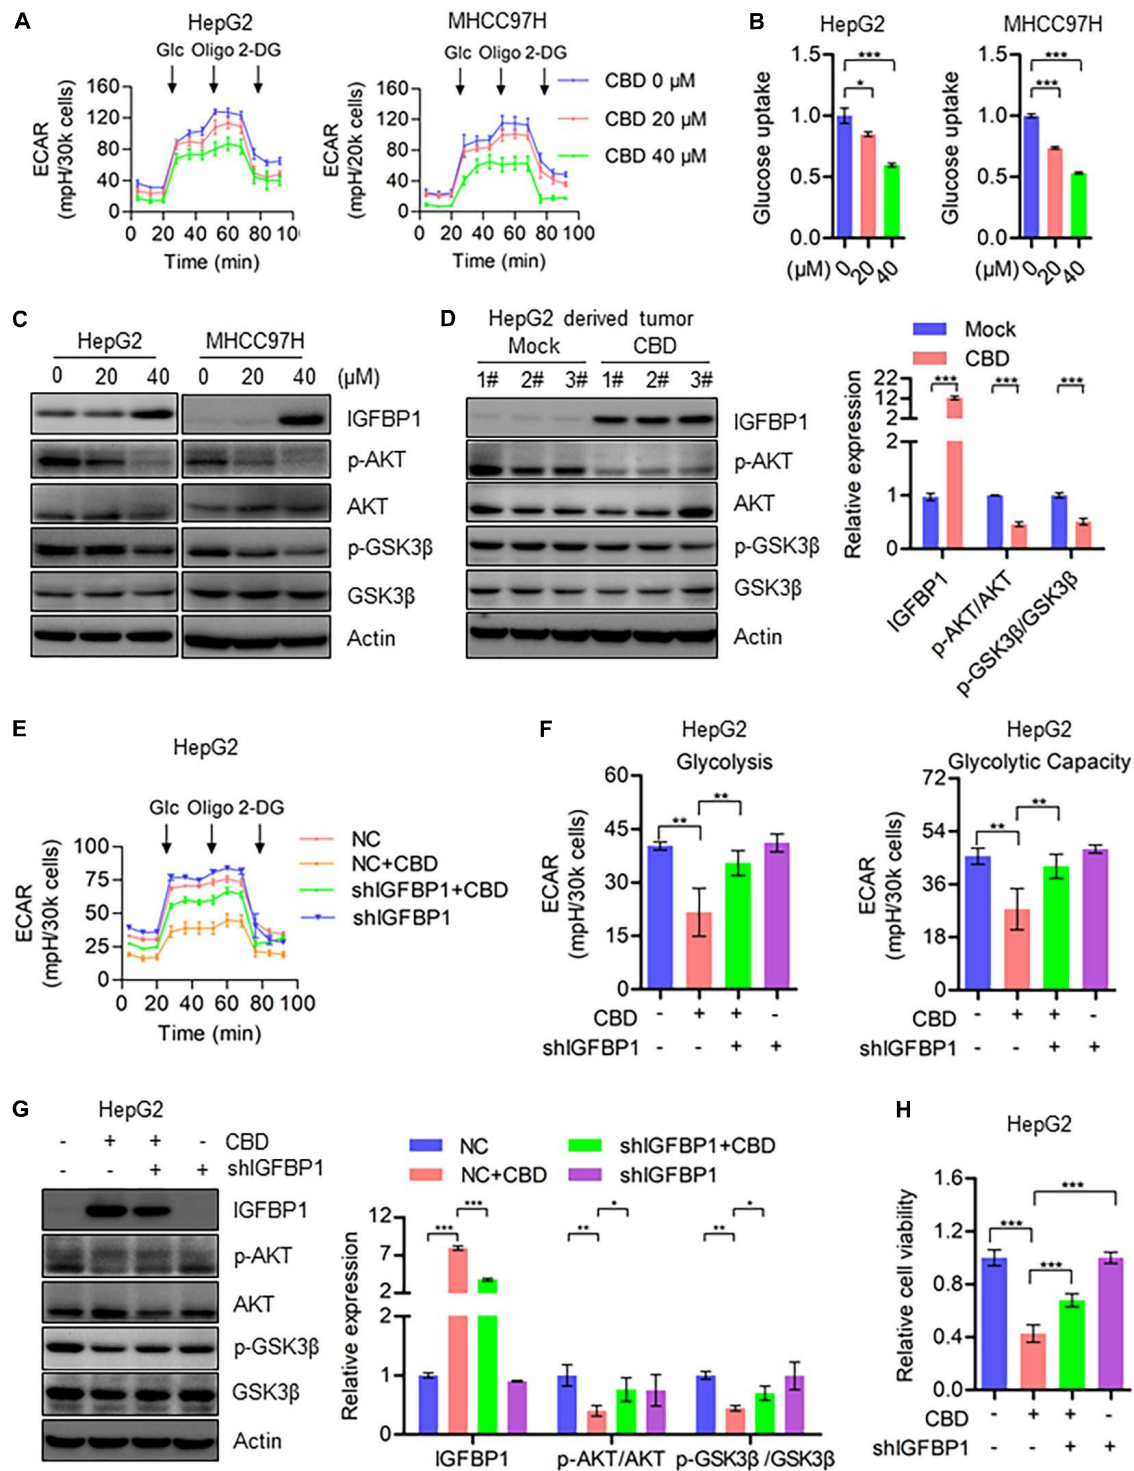 A
HepG2
MHCC97H
Glc Oligo 2-DG
Glc Oligo 2-DG
ECAR
(mpH/30k cells)
160
120
80
40
0
0 20 40 60 80 10
Time (min)
ECAR
(mpH/20k cells)
160
120
80
40
0
0 20 40 60 80 100
Time (min)
CBD 0 µM
CBD 20 µM
CBD 40 µM
B
HepG2
MHCC97H
Glucose uptake
1.5
1.0
0.5
0.0
***
*
(µM) 0 20 40
Glucose uptake
1.5
1.0
0.5
0.0
***
***
(µM) 0 20 40
C
HepG2
MHCC97H
0 20 40 0 20 40 (µM)
IGFBP1
p-AKT
AKT
p-GSK3β
GSK3β
Actin
D
HepG2 derived tumor
Mock CBD
1# 2# 3# 1# 2# 3#
IGFBP1
p-AKT
AKT
p-GSK3β
GSK3β
Actin
Mock
CBD
Relative expression
22
12
2
2
1
0
*** *** ***
IGFBP1
p-AKT/AKT
p-GSK3β/GSK3β
E
HepG2
Glc Oligo 2-DG
ECAR
(mpH/30k cells)
100
75
50
25
0
0 20 40 60 80 100
Time (min)
NC
NC+CBD
shIGFBP1+CBD
shIGFBP1
F
HepG2
Glycolysis
ECAR
(mpH/30k cells)
60
45
30
15
0
**
**
CBD - + + -
shIGFBP1 - - + +
HepG2
Glycolytic Capacity
ECAR
(mpH/30k cells)
72
54
36
18
0
**
**
CBD - + + -
shIGFBP1 - - + +
G
HepG2
- + + - CBD
- - + + shIGFBP1
IGFBP1
p-AKT
AKT
p-GSK3β
GSK3β
Actin
NC
NC+CBD
shIGFBP1+CBD
shIGFBP1
Relative expression
12
7
2
2
1
0
*** *** ** * ** *
IGFBP1 p-AKT/AKT p-GSK3β /GSK3β
H
HepG2
Relative cell viability
1.6
1.2
0.8
0.4
0.0
***
***
***
CBD - + + -
shIGFBP1 - - + +